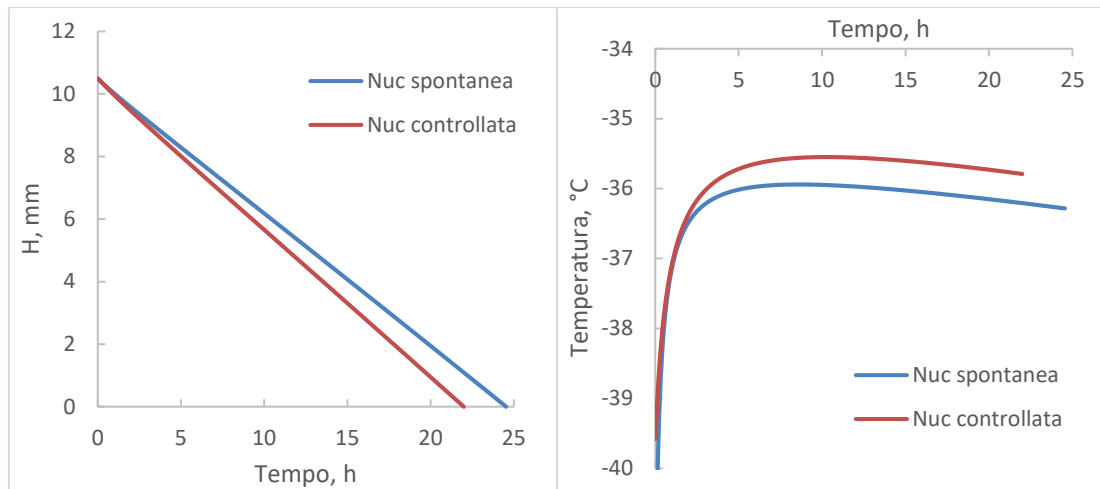 12
10
8
6
4
2
0
H, mm
Nuc spontanea
Nuc controllata
0 5 10 15 20 25
Tempo, h
Tempo, h
0 5 10 15 20 25
-34
-35
-36
-37
-38
-39
-40
Temperatura, °C
Nuc spontanea
Nuc controllata